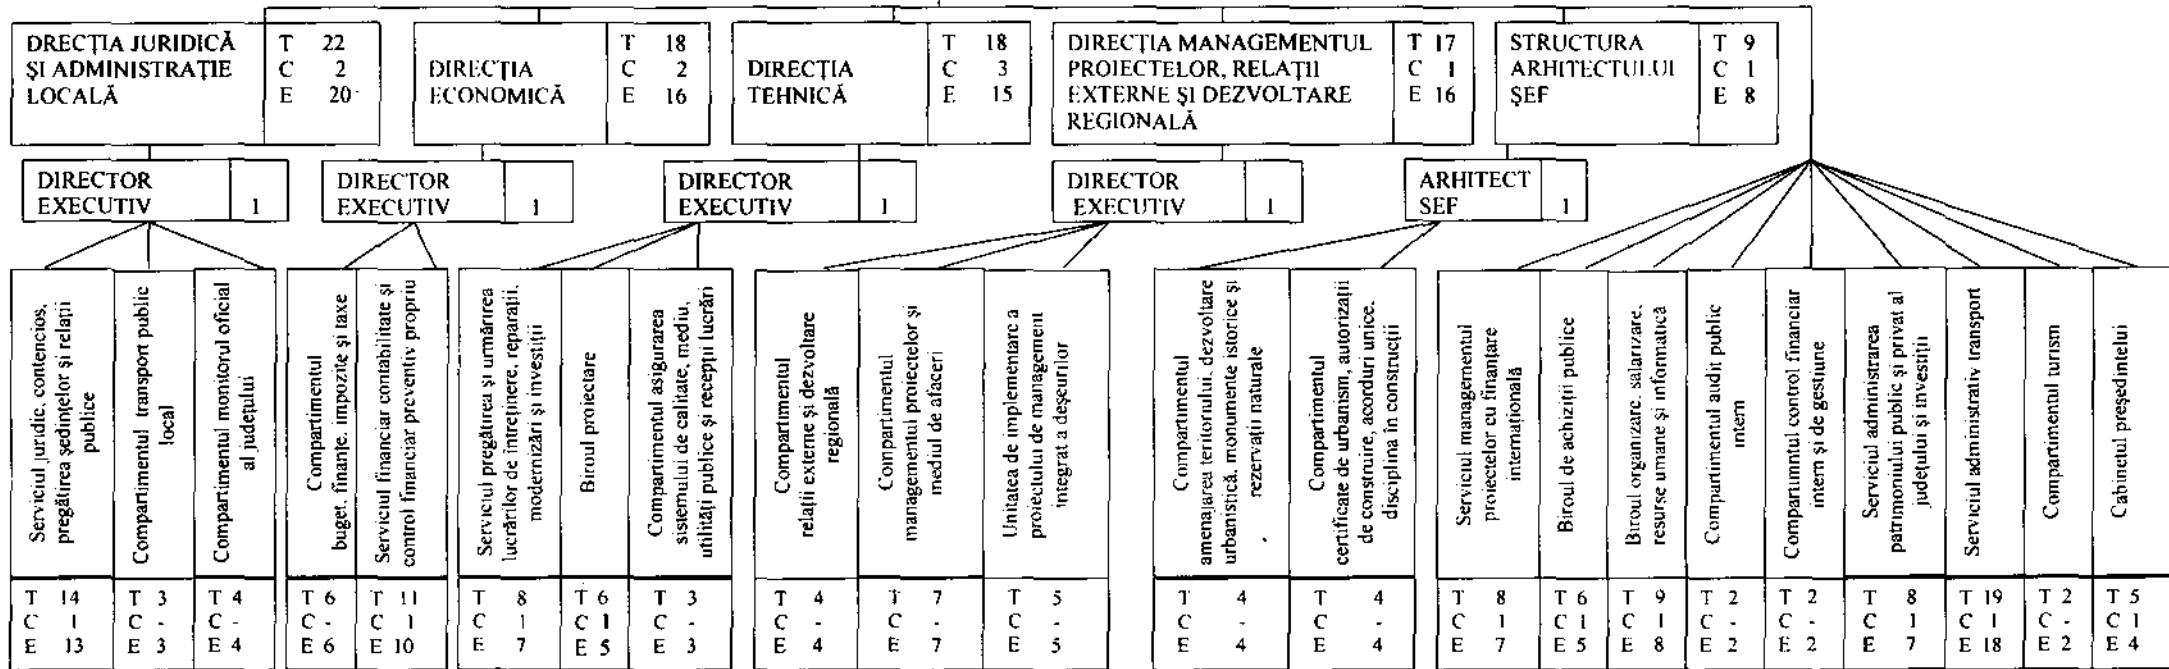 DRECȚIA JURIDICĂ
ȘI ADMINISTRAȚIE
LOCALĂ
T 22
C 2
E 20
DIRECȚIA
ECONOMICĂ
T 18
C 2
E 16
DIRECȚIA
TEHNICĂ
T 18
C 3
E 15
DIRECȚIA MANAGEMENTUL
PROIECTELOR, RELAȚII
EXTERNE ȘI DEZVOLTARE
REGIONALĂ
T 17
C 1
E 16
STRUCTURA
ARHITECTULUI
ȘEF
T 9
C 1
E 8
DIRECTOR
EXECUTIV 1
DIRECTOR
EXECUTIV 1
DIRECTOR
EXECUTIV 1
DIRECTOR
EXECUTIV 1
ARHITECT
SEF 1
Serviciul juridic, contencios,
pregătirea ședințelor și relații
publice
T 14
C 1
E 13
Compartimentul transport public
local
T 3
C -
E 3
Compartimentul monitorul oficial
al județului
T 4
C -
E 4
Compartimentul
buget, finanțe, impozite și taxe
T 6
C -
E 6
Serviciul financiar contabilitate și
control financiar preventiv propriu
T 11
C 1
E 10
Serviciul pregătirea și urmărirea
lucrărilor de întreținere, reparații,
modernizări și investiții
T 8
C 1
E 7
Biroul proiectare
T 6
C 1
E 5
Compartimentul asigurarea
sistemului de calitate, mediu,
utilități publice și recepții lucrări
T 3
C -
E 3
Compartimentul
relații externe și dezvoltare
regională
T 4
C -
E 4
Compartimentul
managementul proiectelor și
mediul de afaceri
T 7
C -
E 7
Unitatea de implementare a
proiectului de management
integrat a deșeurilor
T 5
C -
E 5
Compartimentul
amenajarea teritoriului, dezvoltare
urbanistică, monumente istorice și
rezervații naturale
T 4
C -
E 4
Compartimentul
certificate de urbanism, autorizații
de construire, acorduri unice,
disciplina în construcții
T 4
C -
E 4
Serviciul managementul
proiectelor cu finanțare
internațională
T 8
C 1
E 7
Biroul de achiziții publice
T 6
C 1
E 5
Biroul organizare, salarizare,
resurse umane și informatică
T 9
C 1
E 8
Compartimentul audit public
intern
T 2
C -
E 2
Compartimntul control financiar
intern și de gestiune
T 2
C -
E 2
Serviciul administrarea
patrimoniului public și privat al
județului și investiții
T 8
C 1
E 7
Serviciul administrativ transport
T 19
C 1
E 18
Compartimentul turism
T 2
C -
E 2
Cabinetul președintelui
T 5
C 1
E 4